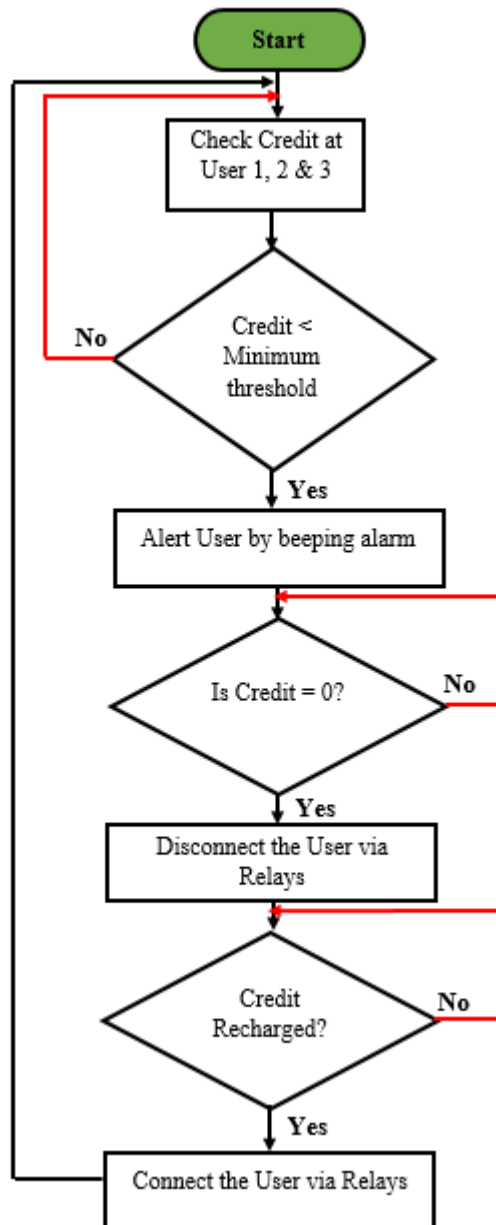 Start
Check Credit at
User 1, 2 & 3
Credit <
Minimum
threshold
No
Yes
Alert User by beeping alarm
Is Credit = 0?
No
Yes
Disconnect the User via
Relays
Credit
Recharged?
No
Yes
Connect the User via Relays